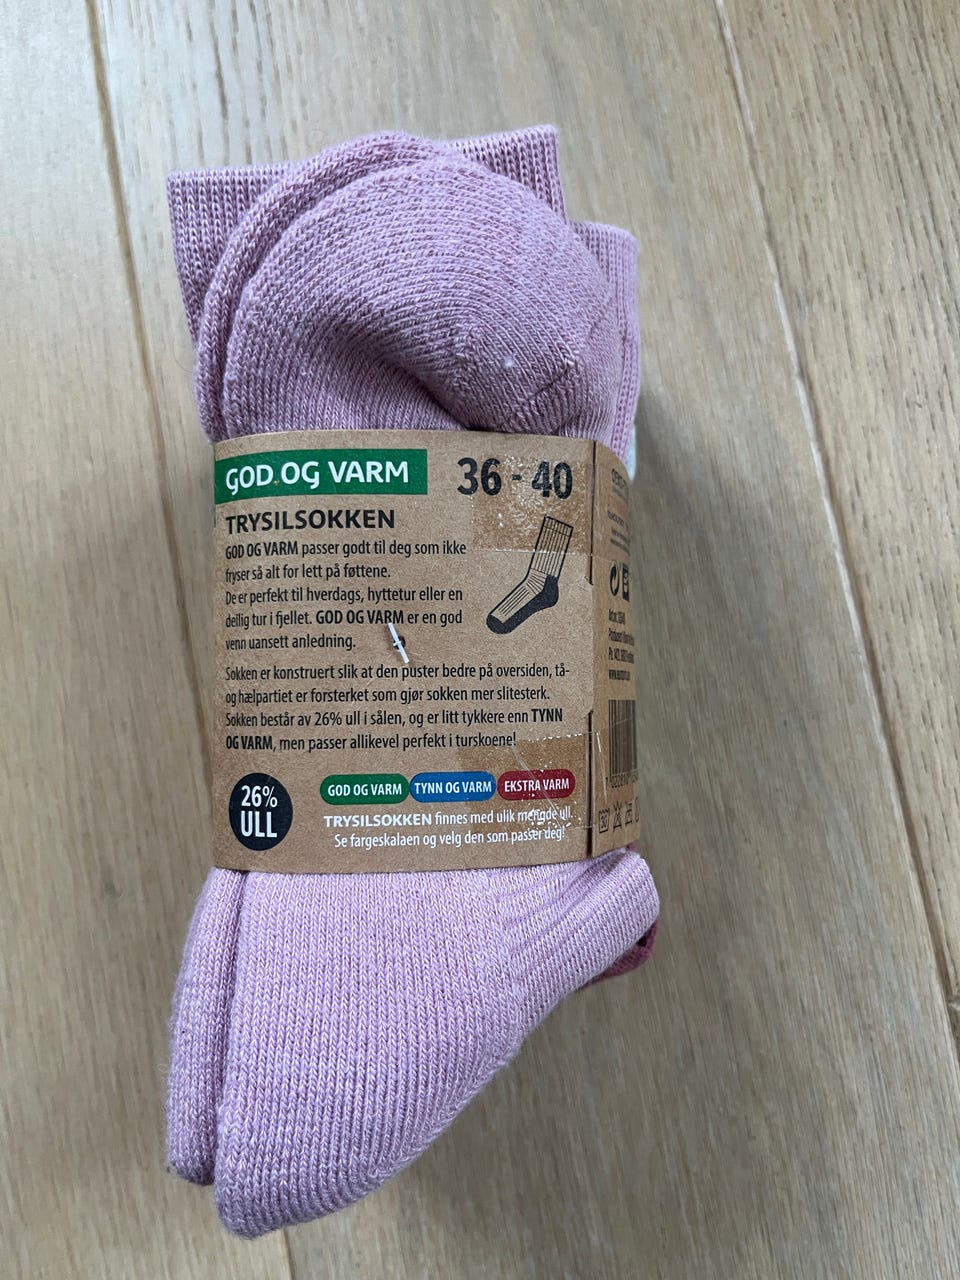 GOD OG VARM
36 - 40
TRYSILSOKKEN
GOD OG VARM passer godt til deg som ikke
fryser så alt for lett på føttene.
De er perfekt til hverdags, hyttetur eller en
deilig tur i fjellet. GOD OG VARM er en god
venn uansett anledning.
Sokken er konstruert slik at den puster bedre på oversiden, tå-
og hælpartiet er forsterket som gjør sokken mer slitesterk.
Sokken består av 26% ull i sålen, og er litt tykkere enn TYNN
OG VARM, men passer allikevel perfekt i turskoene!
26%
ULL
GOD OG VARM
TYNN OG VARM
EKSTRA VARM
TRYSILSOKKEN finnes med ulik mengde ull.
Se fargeskalaen og velg den som passer deg!